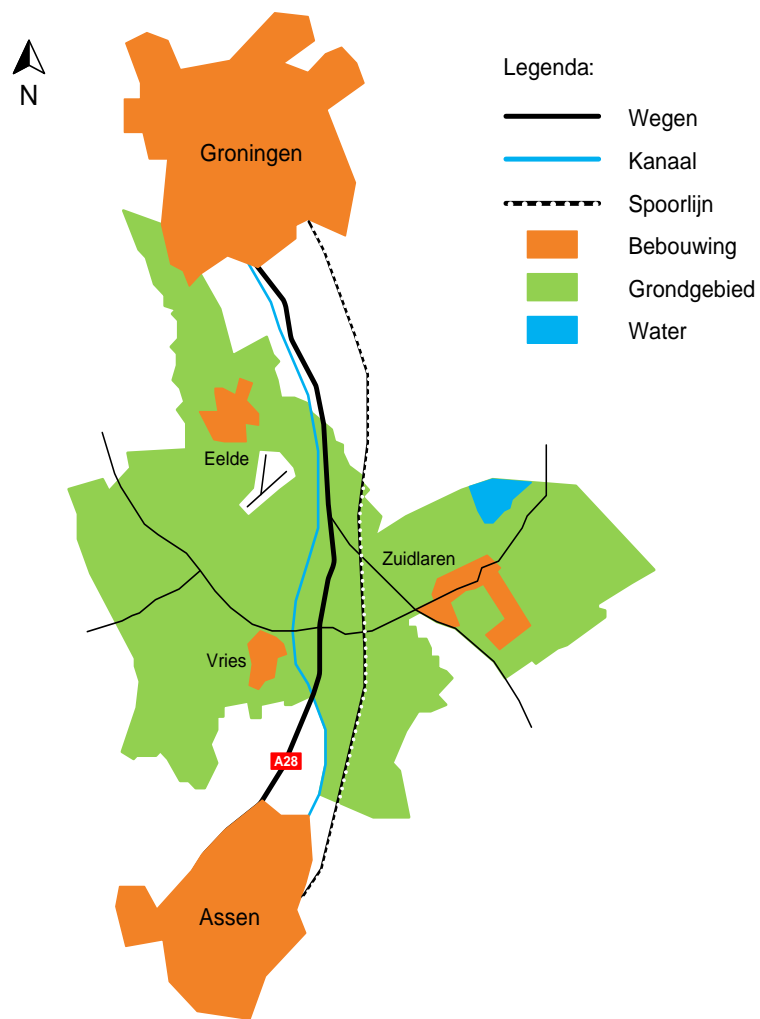 N
Legenda:
Wegen
Kanaal
Spoorlijn
Bebouwing
Grondgebied
Water
Groningen
Eelde
Zuidlaren
Vries
A28
Assen